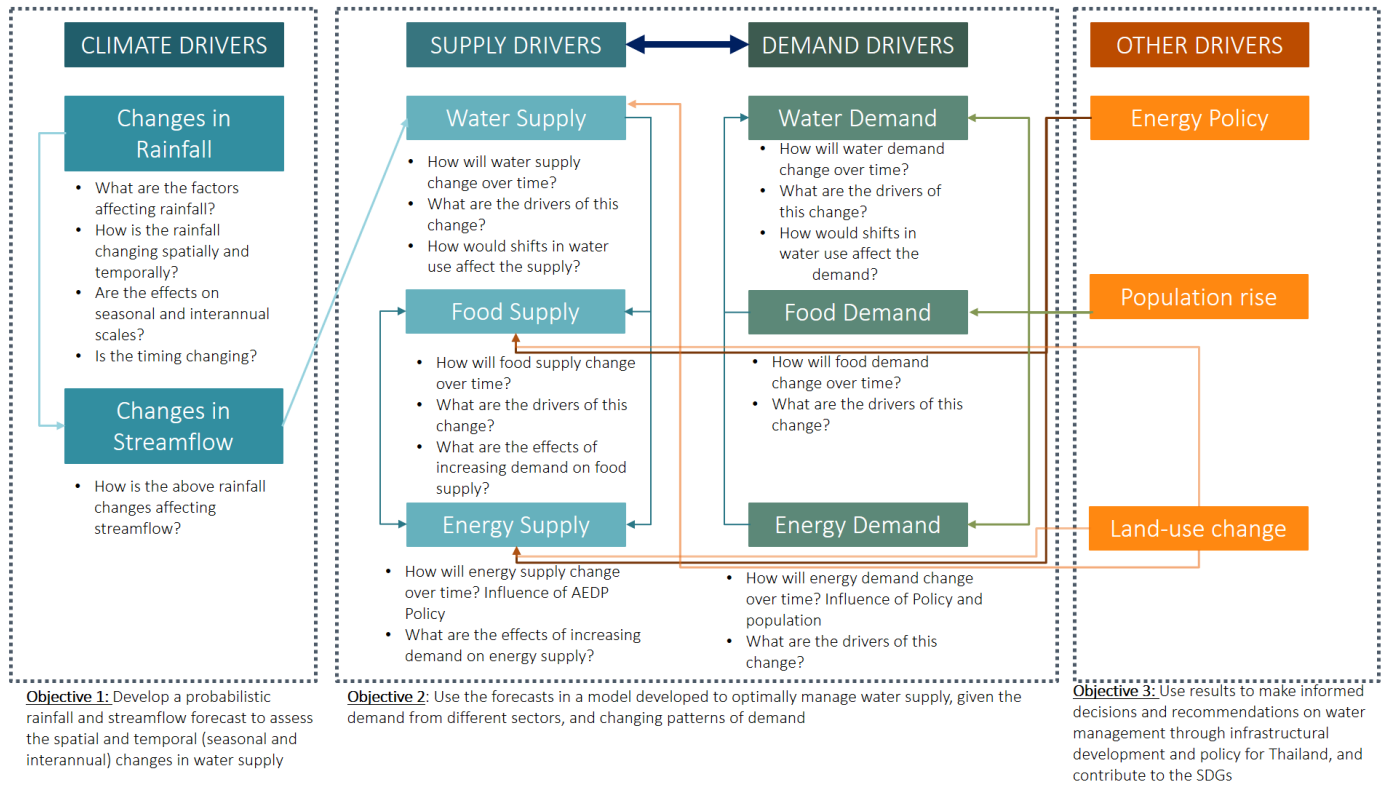 CLIMATE DRIVERS
Changes in
Rainfall
• What are the factors
affecting rainfall?
• How is the rainfall
changing spatially and
temporally?
• Are the effects on
seasonal and interannual
scales?
• Is the timing changing?
Changes in
Streamflow
• How is the above rainfall
changes affecting
streamflow?
Objective 1: Develop a probabilistic
rainfall and streamflow forecast to assess
the spatial and temporal (seasonal and
interannual) changes in water supply
SUPPLY DRIVERS
Water Supply
• How will water supply
change over time?
• What are the drivers of this
change?
• How would shifts in water
use affect the supply?
Food Supply
• How will food supply change
over time?
• What are the drivers of this
change?
• What are the effects of
increasing demand on food
supply?
Energy Supply
• How will energy supply change
over time? Influence of AEDP
Policy
• What are the effects of increasing
demand on energy supply?
DEMAND DRIVERS
Water Demand
• How will water demand
change over time?
• What are the drivers of
this change?
• How would shifts in
water use affect the
demand?
Food Demand
• How will food demand
change over time?
• What are the drivers of this
change?
Energy Demand
• How will energy demand change
over time? Influence of Policy and
population
• What are the drivers of this
change?
Objective 2: Use the forecasts in a model developed to optimally manage water supply, given the
demand from different sectors, and changing patterns of demand
OTHER DRIVERS
Energy Policy
Population rise
Land-use change
Objective 3: Use results to make informed
decisions and recommendations on water
management through infrastructural
development and policy for Thailand, and
contribute to the SDGs